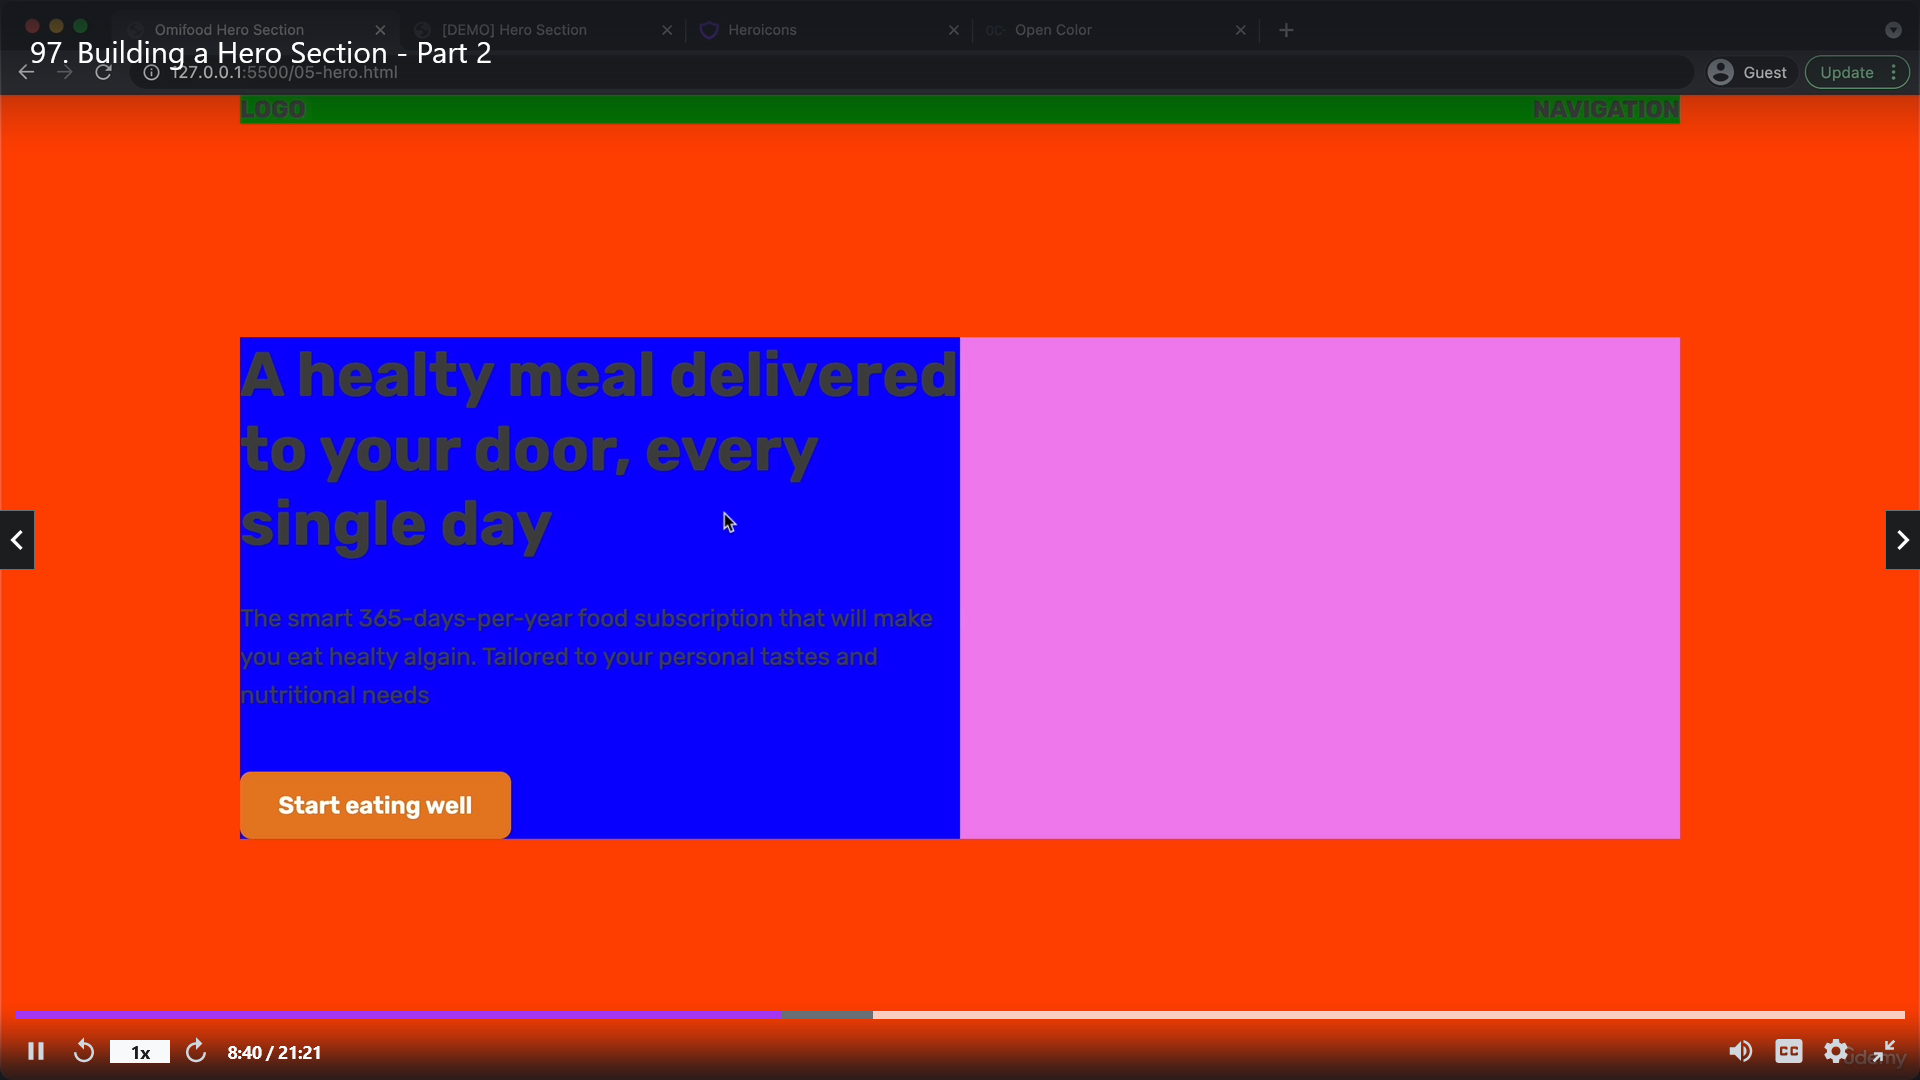 Omifood Hero Section
[DEMO] Hero Section
Heroicons
Open Color
97. Building a Hero Section - Part 2
127.0.0.1:5500/05-hero.html
Guest
Update
LOGO
NAVIGATION
A healty meal delivered
to your door, every
single day
The smart 365-days-per-year food subscription that will make
you eat healty algain. Tailored to your personal tastes and
nutritional needs
Start eating well
1x
8:40 / 21:21
CC
udemy